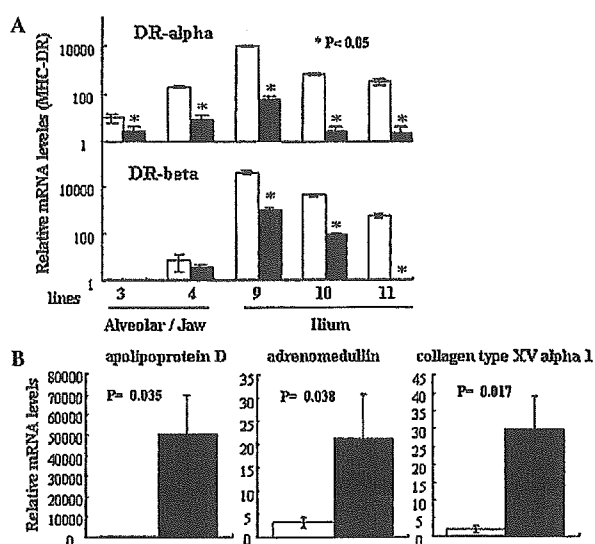 A
DR-alpha
* P< 0.05
Relative mRNA leveles (MHC-DR)
10000
100
1
*
*
*
*
*
DR-beta
10000
100
1
*
*
*
lines
3
4
9
10
11
Alveolar / Jaw
Ilium
B
apolipoprotein D
adrenomedullin
collagen type XV alpha 1
Relative mRNA levels
80000
70000
60000
50000
40000
30000
20000
10000
0
P= 0.035
35
30
25
20
15
10
5
0
P= 0.038
45
40
35
30
25
20
15
10
5
0
P= 0.017